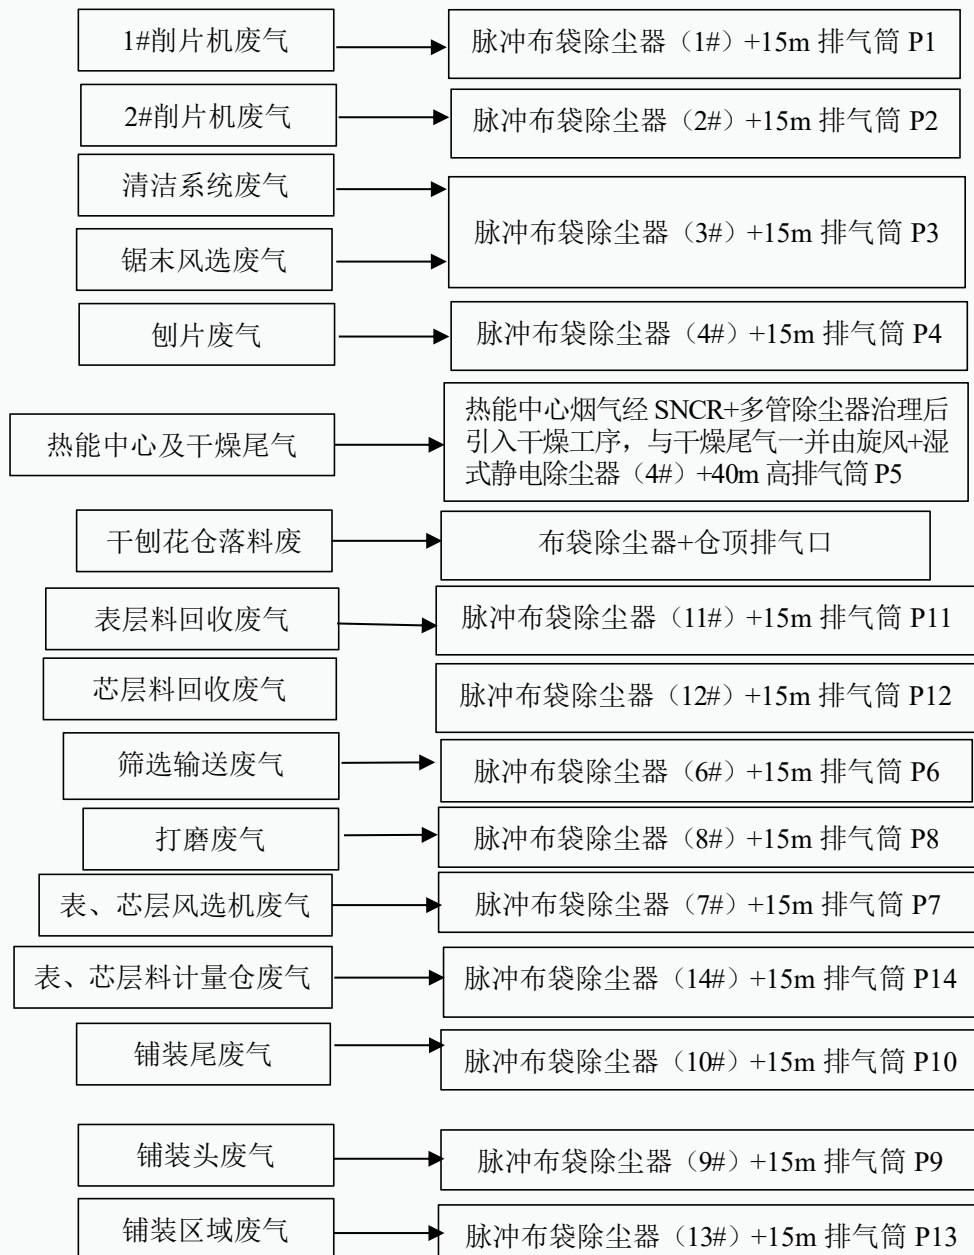 1#削片机废气
脉冲布袋除尘器（1#）+15m 排气筒 P1
2#削片机废气
脉冲布袋除尘器（2#）+15m 排气筒 P2
清洁系统废气
锯末风选废气
脉冲布袋除尘器（3#）+15m 排气筒 P3
刨片废气
脉冲布袋除尘器（4#）+15m 排气筒 P4
热能中心及干燥尾气
热能中心烟气经 SNCR+多管除尘器治理后
引入干燥工序，与干燥尾气一并由旋风+湿
式静电除尘器（4#）+40m 高排气筒 P5
干刨花仓落料废
布袋除尘器+仓顶排气口
表层料回收废气
脉冲布袋除尘器（11#）+15m 排气筒 P11
芯层料回收废气
脉冲布袋除尘器（12#）+15m 排气筒 P12
筛选输送废气
脉冲布袋除尘器（6#）+15m 排气筒 P6
打磨废气
脉冲布袋除尘器（8#）+15m 排气筒 P8
表、芯层风选机废气
脉冲布袋除尘器（7#）+15m 排气筒 P7
表、芯层料计量仓废气
脉冲布袋除尘器（14#）+15m 排气筒 P14
铺装尾废气
脉冲布袋除尘器（10#）+15m 排气筒 P10
铺装头废气
脉冲布袋除尘器（9#）+15m 排气筒 P9
铺装区域废气
脉冲布袋除尘器（13#）+15m 排气筒 P13